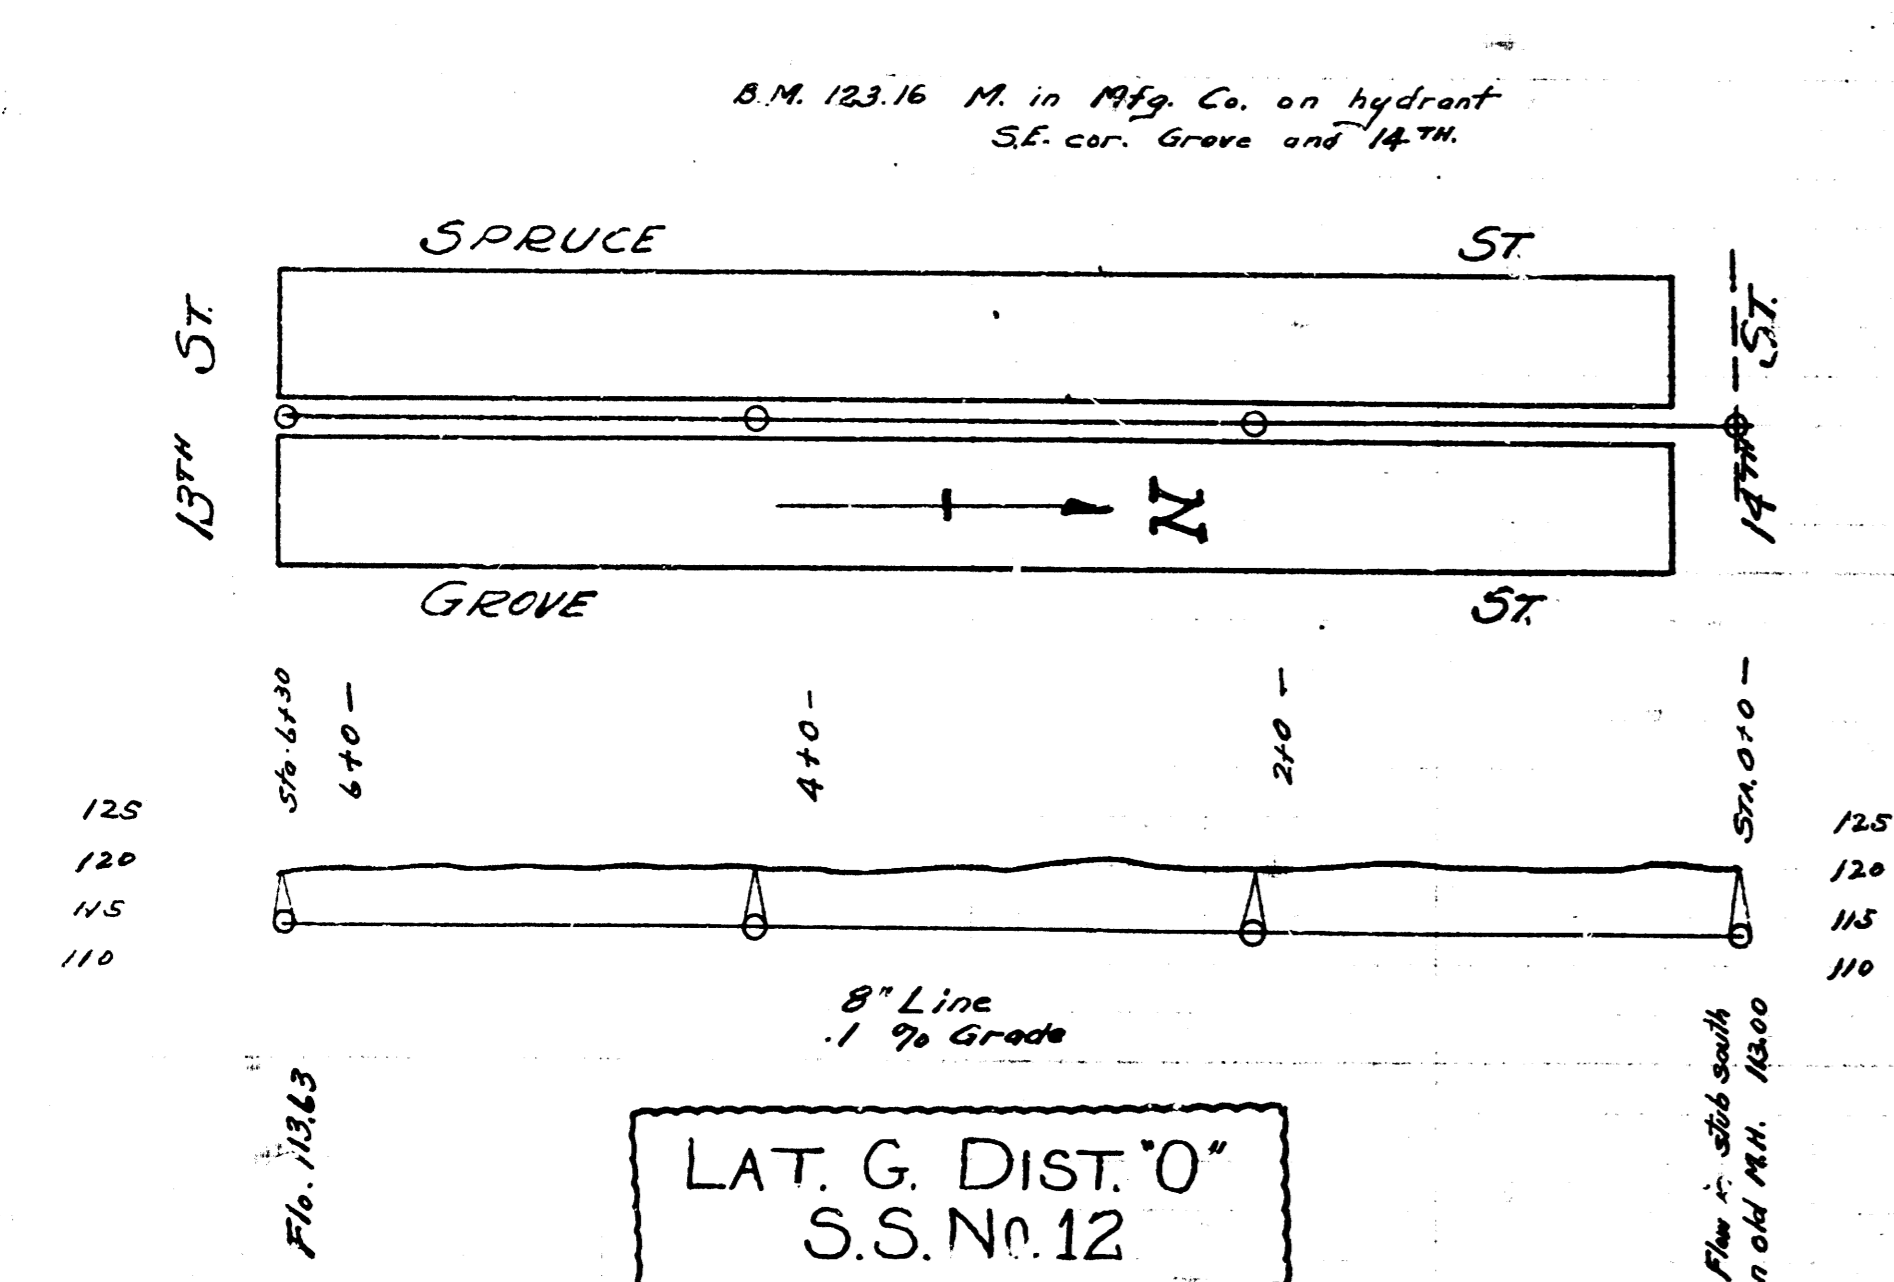 B.M. 123.16 M. in Mfg. Co. on hydrant
S.E. cor. Grove and 14TH.
SPRUCE ST.
13TH ST.
14TH ST.
N
GROVE ST.
Sta. 6+30
6+0 —
4+0 —
2+0 —
STA. 0+0 —
125
120
115
110
125
120
115
110
8" Line
.1 % Grade
Flo. 113.63
Flow in stub south
n old M.H. 113.00
LAT. G. DIST. "O"
S.S. No. 12